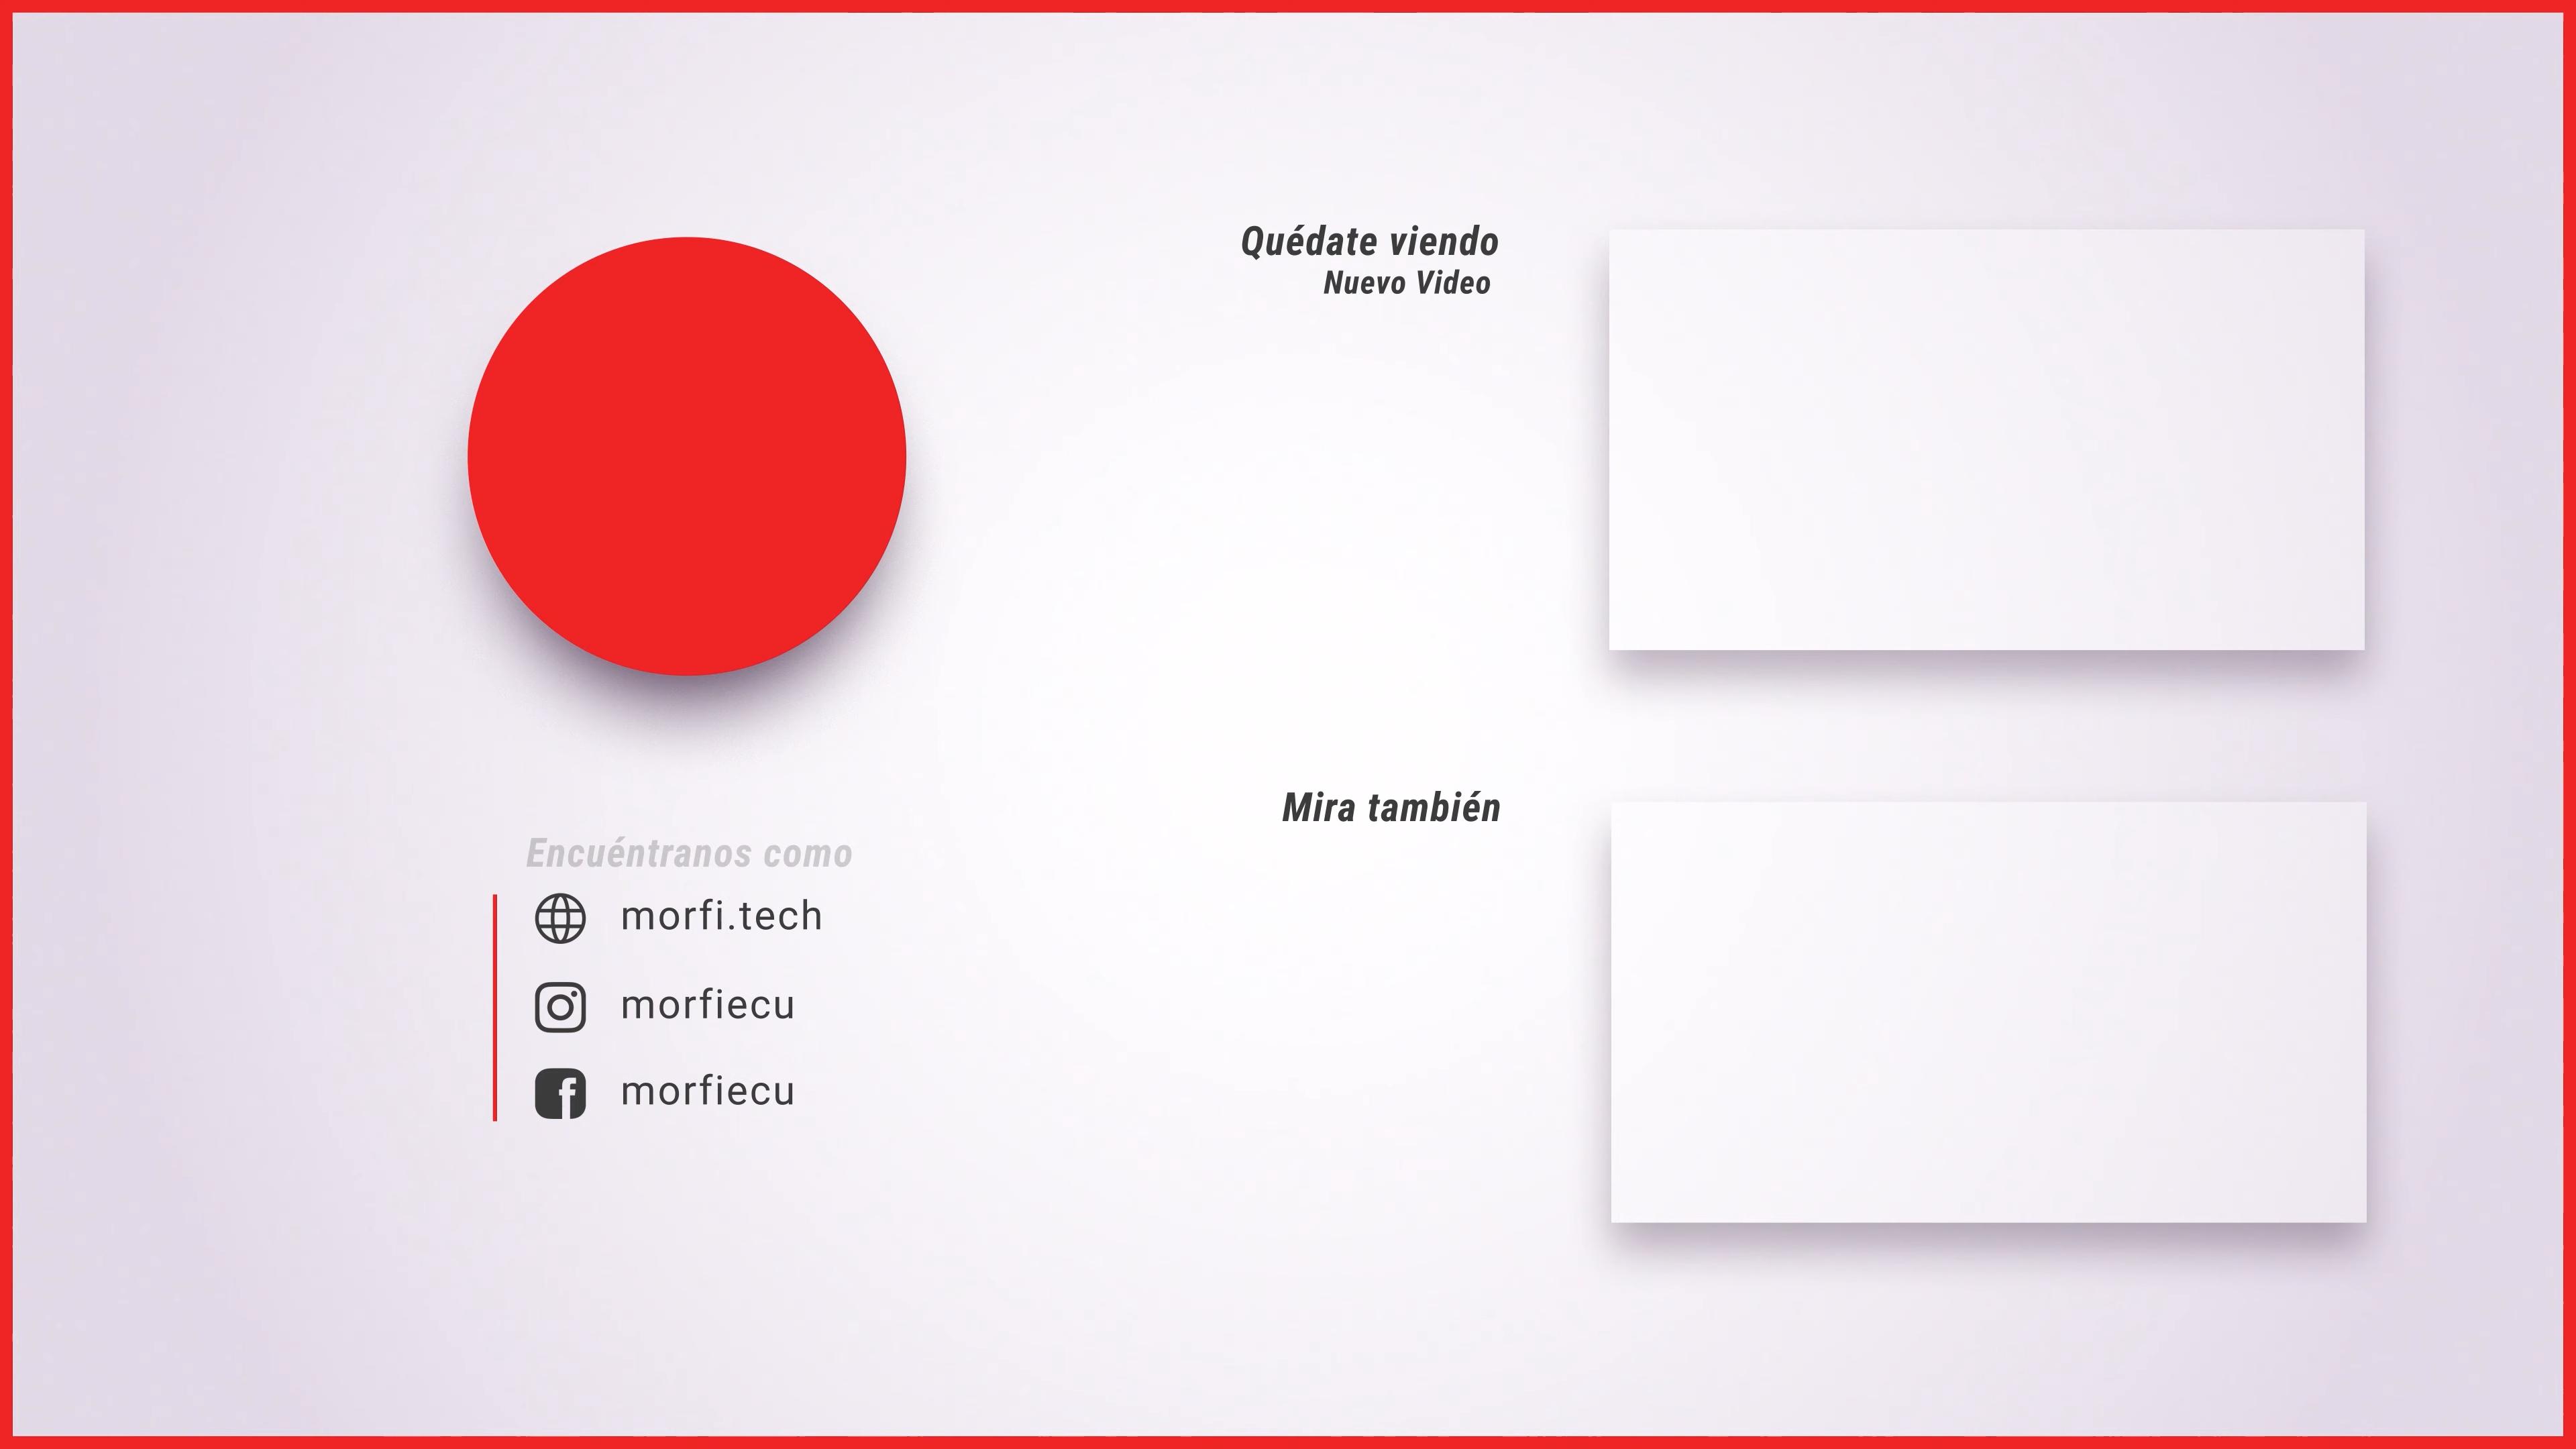 Quédate viendo
Nuevo Video
Mira también
Encuéntranos como
morfi.tech
morfiecu
morfiecu